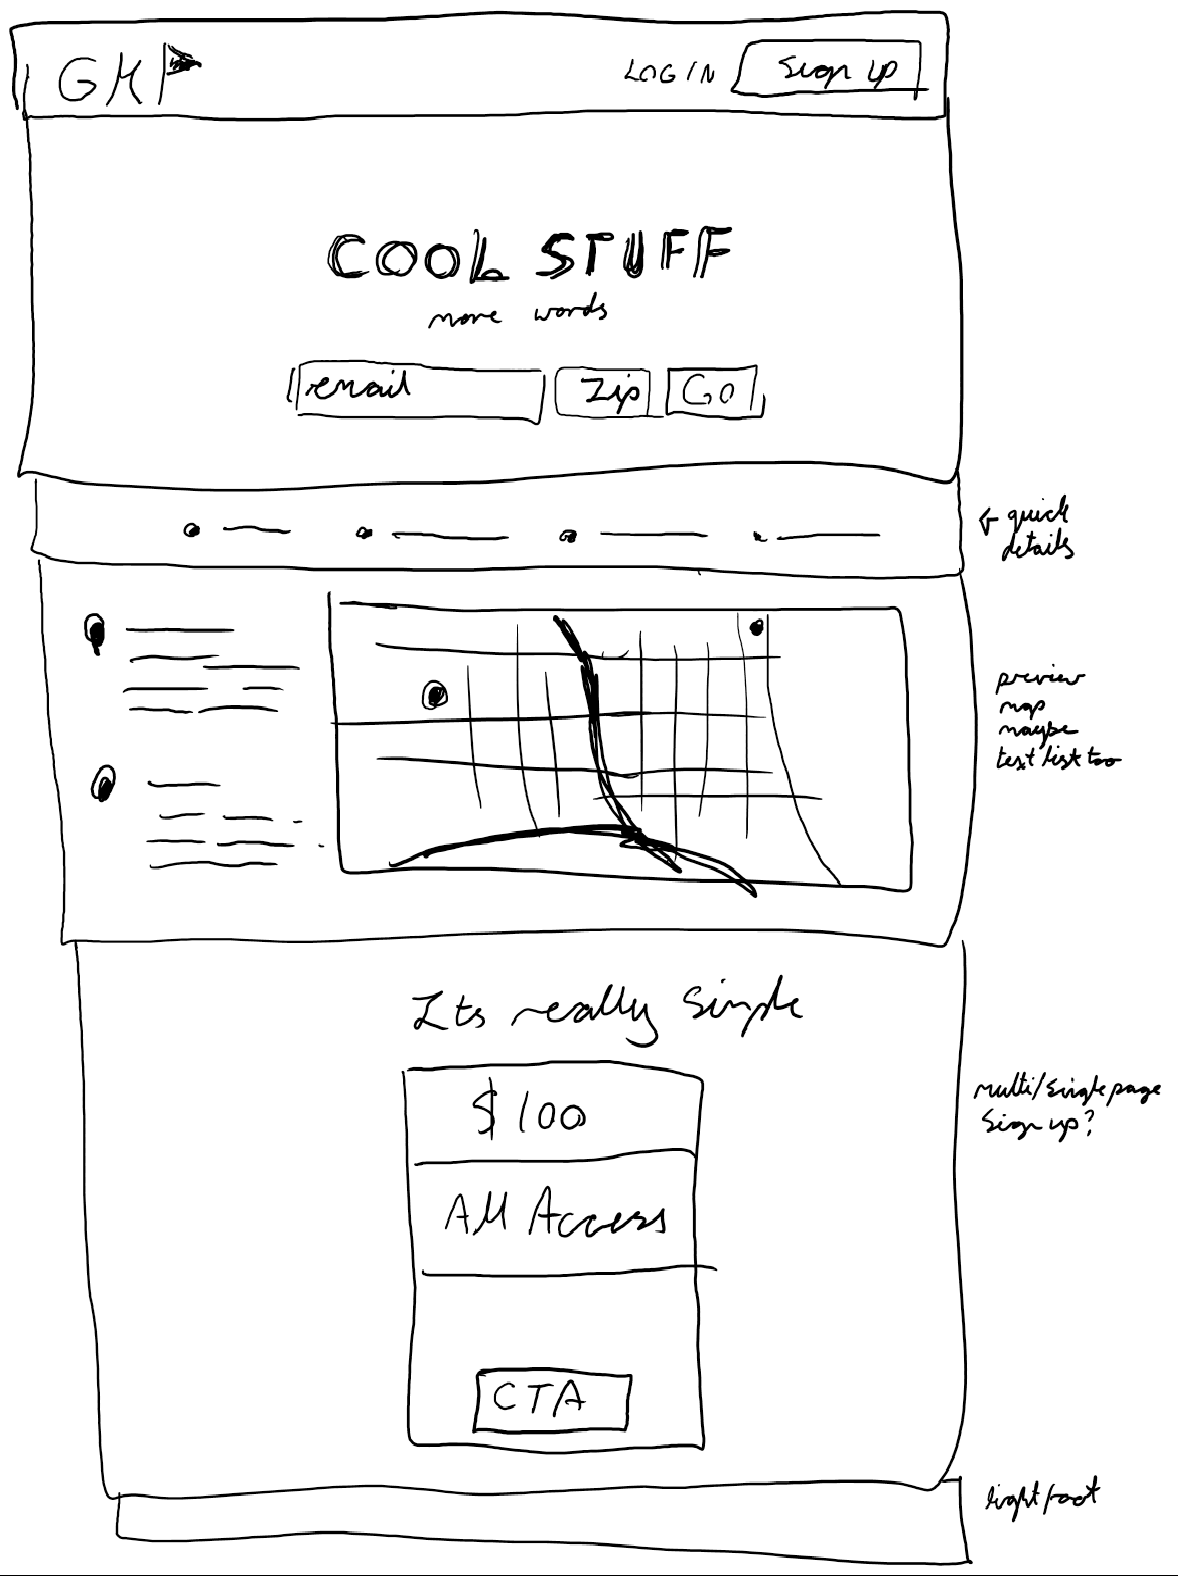 GM
LOGIN
Sign up
COOL STUFF
more words
email
Zip
Go
← quick
details
preview
map
maybe
text list too
Its really simple
$100
All Access
CTA
multi/single page
Sign up?
light foot